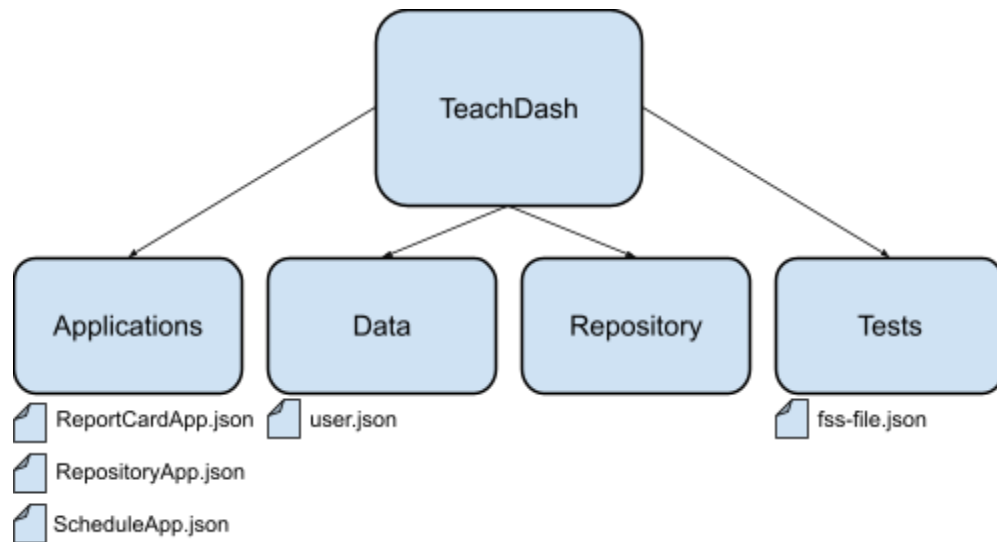 TeachDash
Applications
Data
Repository
Tests
ReportCardApp.json
user.json
fss-file.json
RepositoryApp.json
ScheduleApp.json